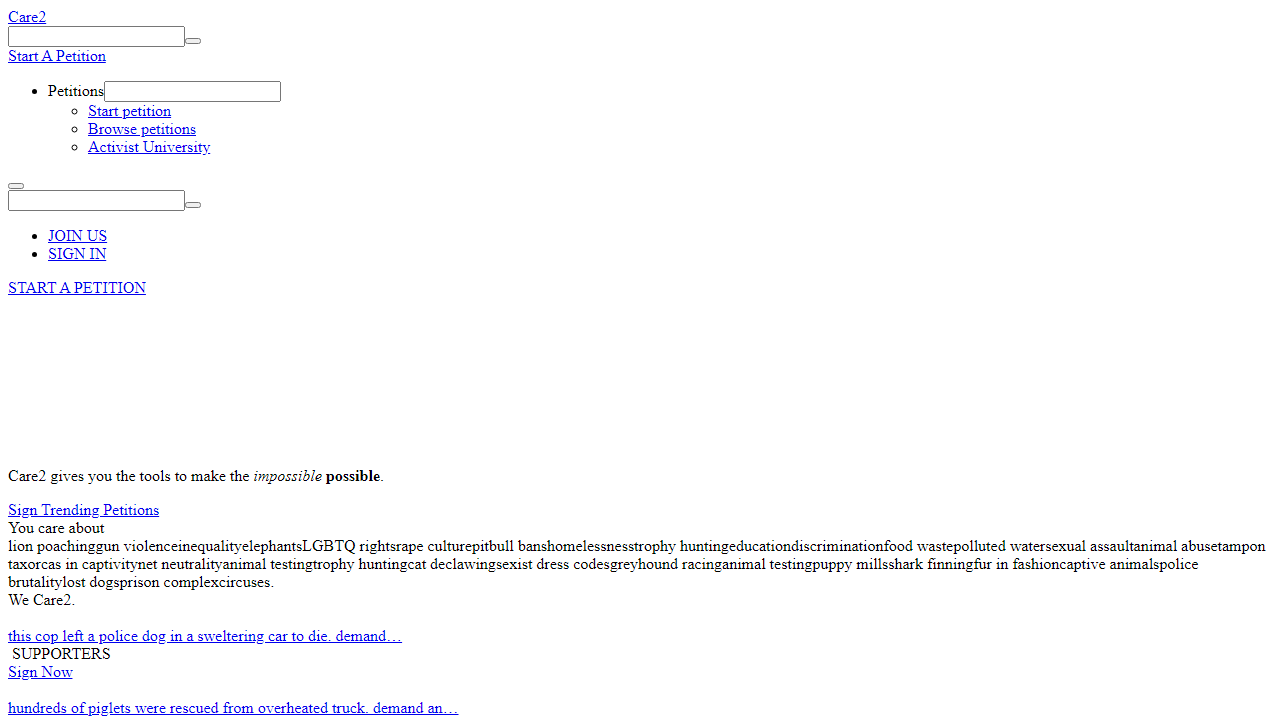 Care2
Start A Petition
Petitions
Start petition
Browse petitions
Activist University
JOIN US
SIGN IN
START A PETITION
Care2 gives you the tools to make the impossible possible.
Sign Trending Petitions
You care about
lion poachinggun violenceinequalityelephantsLGBTQ rightsrape culturepitbull banshomelessnesstrophy huntingeducationdiscriminationfood wastepolluted watersexual assaultanimal abusetampon
taxorcas in captivitynet neutralityanimal testingtrophy huntingcat declawingsexist dress codesgreyhound racinganimal testingpuppy millsshark finningfur in fashioncaptive animalspolice
brutalitylost dogsprison complexcircuses.
We Care2.
this cop left a police dog in a sweltering car to die. demand…
SUPPORTERS
Sign Now
hundreds of piglets were rescued from overheated truck. demand an…